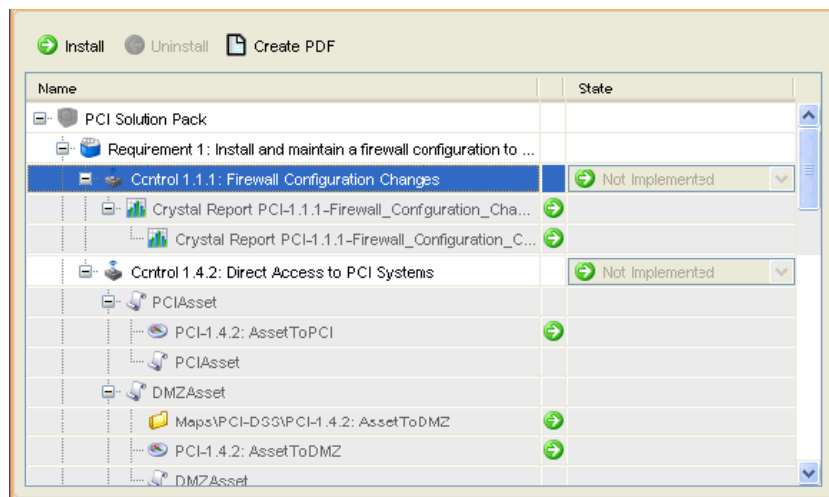 Install Uninstall Create PDF
Name State
PCI Solution Pack
Requirement 1: Install and maintain a firewall configuration to ...
Control 1.1.1: Firewall Configuration Changes Not Implemented
Crystal Report PCI-1.1.1-Firewall_Confguration_Cha...
Crystal Report PCI-1.1.1-Firewall_Configuration_C...
Control 1.4.2: Direct Access to PCI Systems Not Implemented
PCIAsset
PCI-1.4.2: AssetToPCI
PCIAsset
DMZAsset
Maps\PCI-DSS\PCI-1.4.2: AssetToDMZ
PCI-1.4.2: AssetToDMZ
DMZAsset